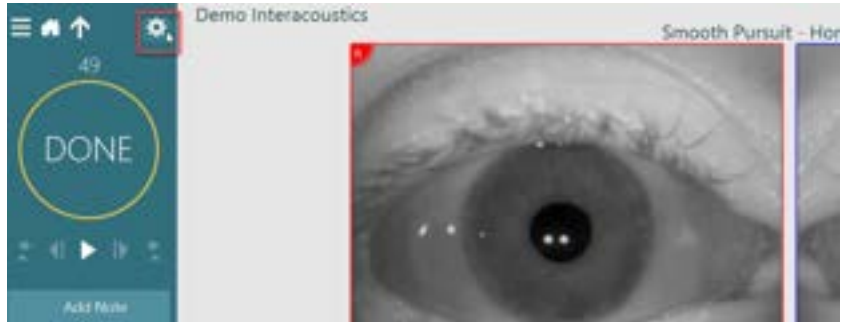 Demo Interacoustics
Smooth Pursuit - Hor
49
DONE
Add Note
R